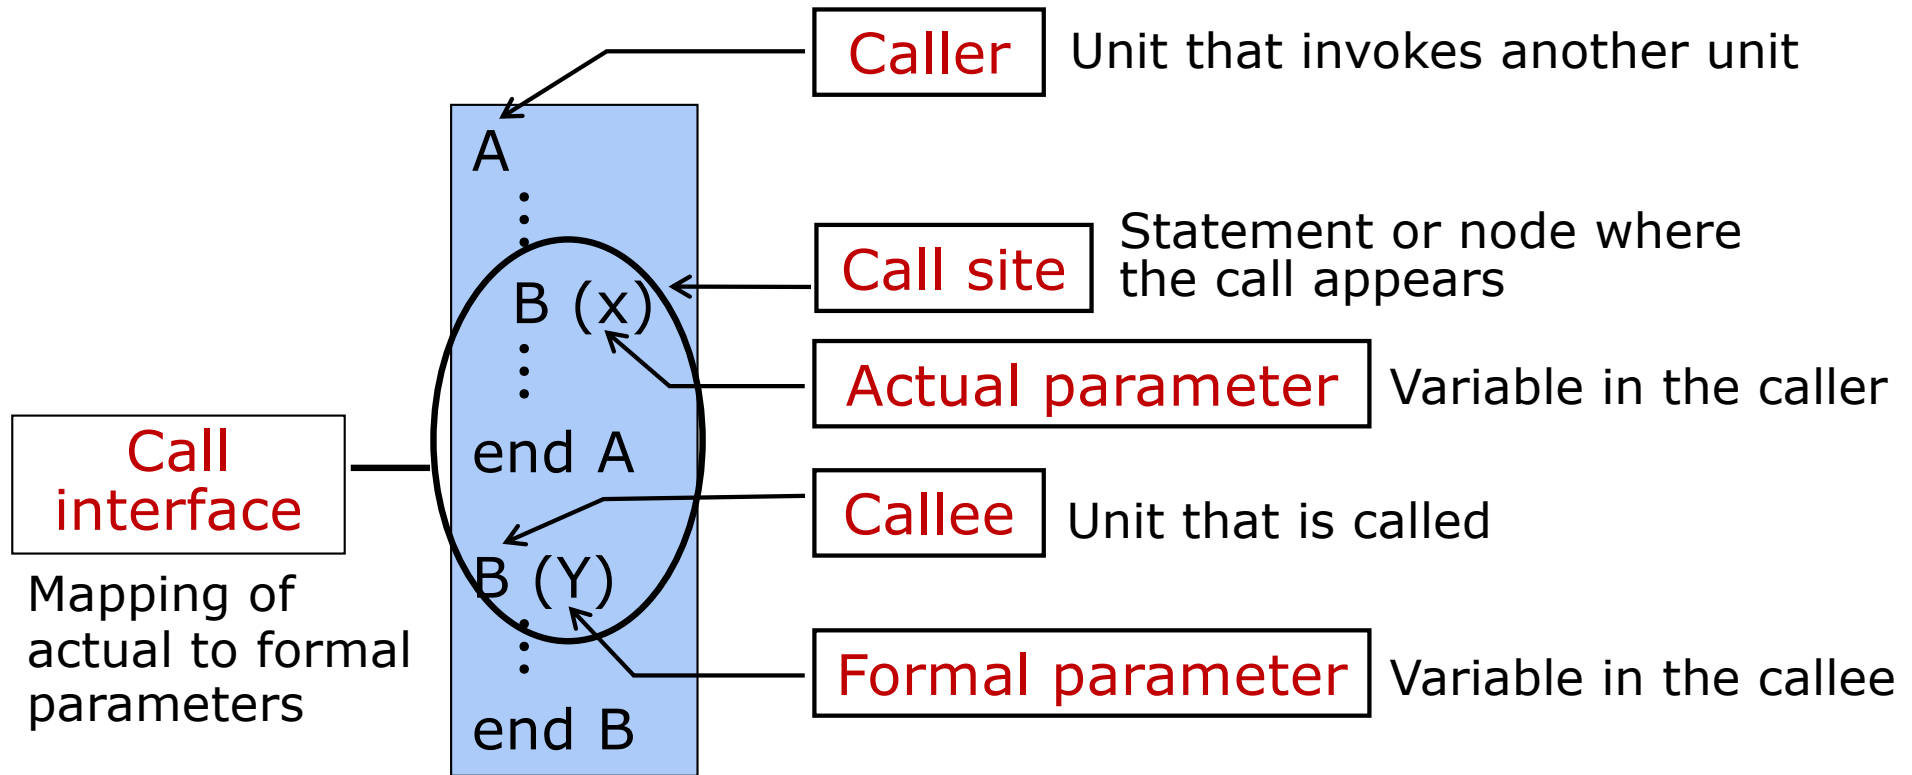 Caller
Unit that invokes another unit
A
Call site
Statement or node where
the call appears
B (x)
Actual parameter
Variable in the caller
end A
Call
interface
Mapping of
actual to formal
parameters
Callee
Unit that is called
B (Y)
Formal parameter
Variable in the callee
end B